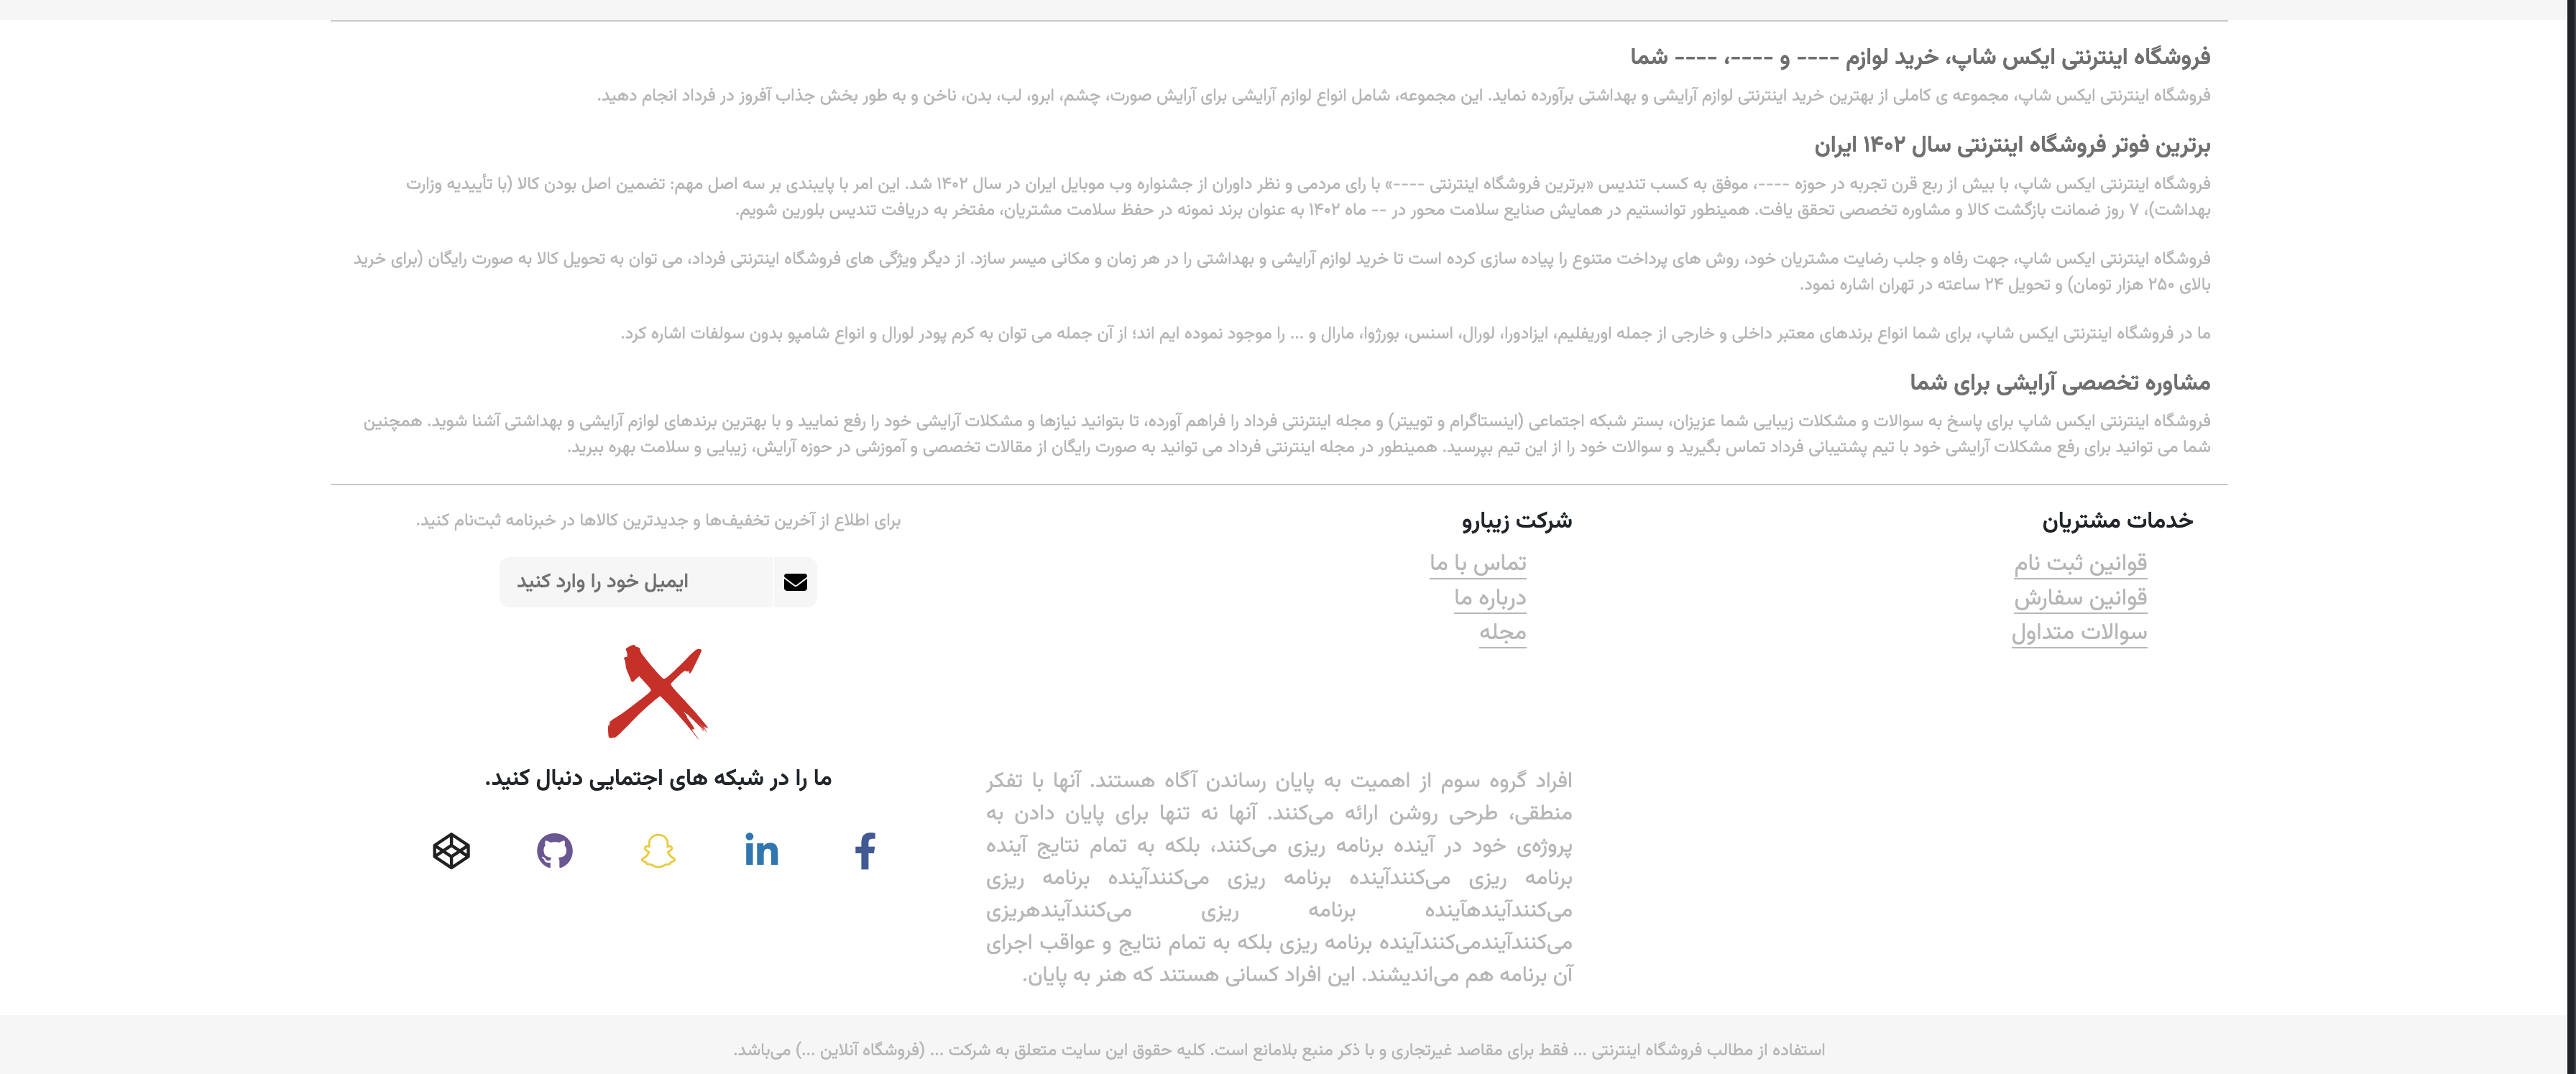 فروشگاه اینترنتی ایکس شاپ، خرید لوازم ---- و ----، ---- شما
فروشگاه اینترنتی ایکس شاپ، مجموعه ی کاملی از بهترین خرید اینترنتی لوازم آرایشی و بهداشتی برآورده نماید. این مجموعه، شامل انواع لوازم آرایشی برای آرایش صورت، چشم، ابرو، لب، بدن، ناخن و به طور بخش جذاب آفروز در فرداد انجام دهید.
برترین فوتر فروشگاه اینترنتی سال ۱۴۰۲ ایران
فروشگاه اینترنتی ایکس شاپ، با بیش از ربع قرن تجربه در حوزه ----، موفق به کسب تندیس «برترین فروشگاه اینترنتی ----» با رای مردمی و نظر داوران از جشنواره وب موبایل ایران در سال ۱۴۰۲ شد. این امر با پایبندی بر سه اصل مهم: تضمین اصل بودن کالا (با تأییدیه وزارت
بهداشت)، ۷ روز ضمانت بازگشت کالا و مشاوره تخصصی تحقق یافت. همینطور توانستیم در همایش صنایع سلامت محور در -- ماه ۱۴۰۲ به عنوان برند نمونه در حفظ سلامت مشتریان، مفتخر به دریافت تندیس بلورین شویم.
فروشگاه اینترنتی ایکس شاپ، جهت رفاه و جلب رضایت مشتریان خود، روش های پرداخت متنوع را پیاده سازی کرده است تا خرید لوازم آرایشی و بهداشتی را در هر زمان و مکانی میسر سازد. از دیگر ویژگی های فروشگاه اینترنتی فرداد، می توان به تحویل کالا به صورت رایگان (برای خرید
بالای ۲۵۰ هزار تومان) و تحویل ۲۴ ساعته در تهران اشاره نمود.
ما در فروشگاه اینترنتی ایکس شاپ، برای شما انواع برندهای معتبر داخلی و خارجی از جمله اوریفلیم، ایزادورا، لورال، اسنس، بورژوا، مارال و ... را موجود نموده ایم اند؛ از آن جمله می توان به کرم پودر لورال و انواع شامپو بدون سولفات اشاره کرد.
مشاوره تخصصی آرایشی برای شما
فروشگاه اینترنتی ایکس شاپ برای پاسخ به سوالات و مشکلات زیبایی شما عزیزان، بستر شبکه اجتماعی (اینستاگرام و توییتر) و مجله اینترنتی فرداد را فراهم آورده، تا بتوانید نیازها و مشکلات آرایشی خود را رفع نمایید و با بهترین برندهای لوازم آرایشی و بهداشتی آشنا شوید. همچنین
شما می توانید برای رفع مشکلات آرایشی خود با تیم پشتیبانی فرداد تماس بگیرید و سوالات خود را از این تیم بپرسید. همینطور در مجله اینترنتی فرداد می توانید به صورت رایگان از مقالات تخصصی و آموزشی در حوزه آرایش، زیبایی و سلامت بهره ببرید.
خدمات مشتریان
قوانین ثبت نام
قوانین سفارش
سوالات متداول
شرکت زیبارو
تماس با ما
درباره ما
مجله
افراد گروه سوم از اهمیت به پایان رساندن آگاه هستند. آنها با تفکر
منطقی، طرحی روشن ارائه می‌کنند. آنها نه تنها برای پایان دادن به
پروژه‌ی خود در آینده برنامه ریزی می‌کنند، بلکه به تمام نتایج آینده
برنامه ریزی می‌کنندآینده برنامه ریزی می‌کنندآینده برنامه ریزی
می‌کنندآیندهآینده برنامه ریزی می‌کنندآیندهریزی
می‌کنندآیندمی‌کنندآینده برنامه ریزی بلکه به تمام نتایج و عواقب اجرای
آن برنامه هم می‌اندیشند. این افراد کسانی هستند که هنر به پایان.
برای اطلاع از آخرین تخفیف‌ها و جدیدترین کالاها در خبرنامه ثبت‌نام کنید.
ایمیل خود را وارد کنید
ما را در شبکه های اجتمایی دنبال کنید.
استفاده از مطالب فروشگاه اینترنتی ... فقط برای مقاصد غیرتجاری و با ذکر منبع بلامانع است. کلیه حقوق این سایت متعلق به شرکت ... (فروشگاه آنلاین ...) می‌باشد.